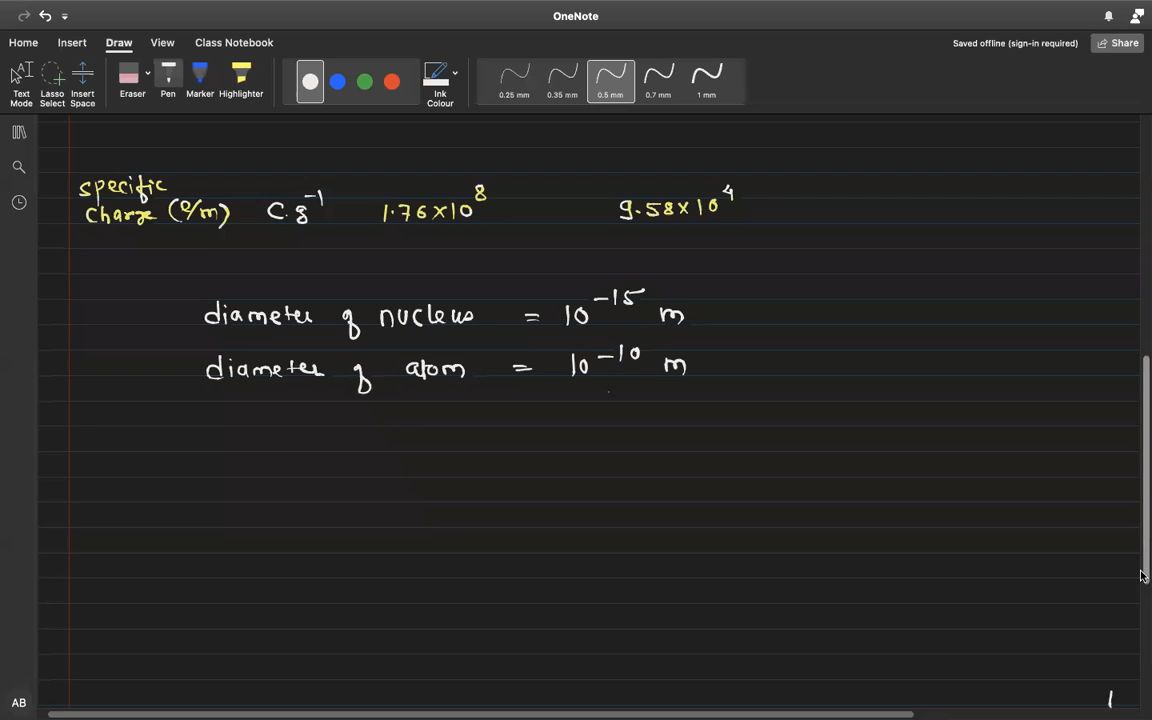 OneNote
Home Insert Draw View Class Notebook
Saved offline (sign-in required) Share
Text Mode Lasso Select Insert Space Eraser Pen Marker Highlighter Ink Colour 0.25 mm 0.35 mm 0.5 mm 0.7 mm 1 mm
specific
charge (e/m) C.g⁻¹ 1.76×10⁸ 9.58×10⁴
diameter of nucleus = 10⁻¹⁵ m
diameter of atom = 10⁻¹⁰ m
AB